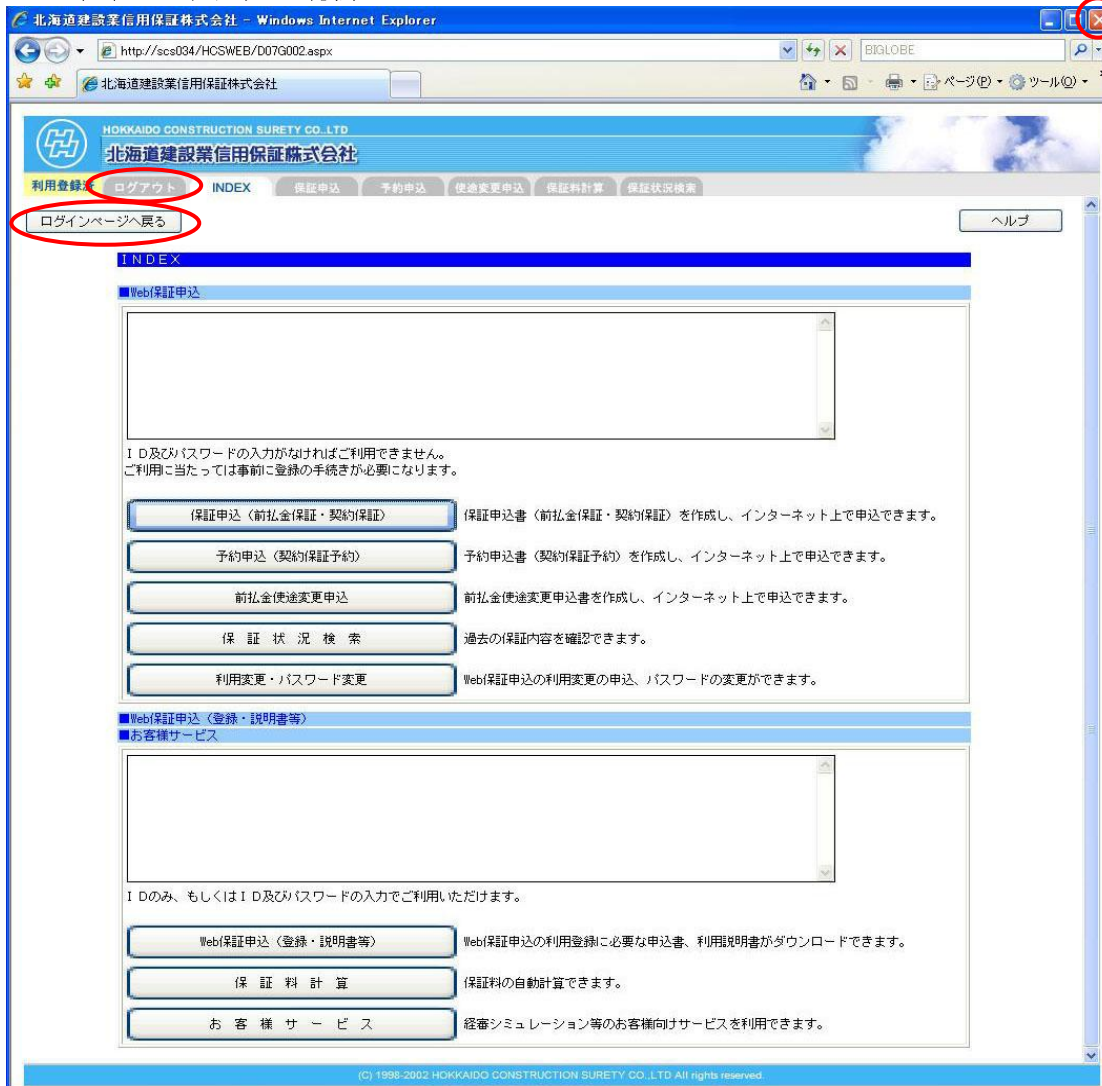 北海道建設業信用保証株式会社 - Windows Internet Explorer
http://scs034/HCSWEB/D07G002.aspx
BIGLOBE
北海道建設業信用保証株式会社
ページ(P)
ツール(O)
HOKKAIDO CONSTRUCTION SURETY CO.,LTD
北海道建設業信用保証株式会社
利用登録済 ログアウト INDEX 保証申込 予約申込 使途変更申込 保証料計算 保証状況検索
ログインページへ戻る ヘルプ
ＩＮＤＥＸ
■Web保証申込
ＩＤ及びパスワードの入力がなければご利用できません。
ご利用に当たっては事前に登録の手続きが必要になります。
保証申込（前払金保証・契約保証） 保証申込書（前払金保証・契約保証）を作成し、インターネット上で申込できます。
予約申込（契約保証予約） 予約申込書（契約保証予約）を作成し、インターネット上で申込できます。
前払金使途変更申込 前払金使途変更申込書を作成し、インターネット上で申込できます。
保 証 状 況 検 索 過去の保証内容を確認できます。
利用変更・パスワード変更 Web保証申込の利用変更の申込、パスワードの変更ができます。
■Web保証申込（登録・説明書等）
■お客様サービス
ＩＤのみ、もしくはＩＤ及びパスワードの入力でご利用いただけます。
Web保証申込（登録・説明書等） Web保証申込の利用登録に必要な申込書、利用説明書がダウンロードできます。
保 証 料 計 算 保証料の自動計算できます。
お 客 様 サ ー ビ ス 経審シミュレーション等のお客様向けサービスを利用できます。
(C) 1998-2002 HOKKAIDO CONSTRUCTION SURETY CO.,LTD All rights reserved.